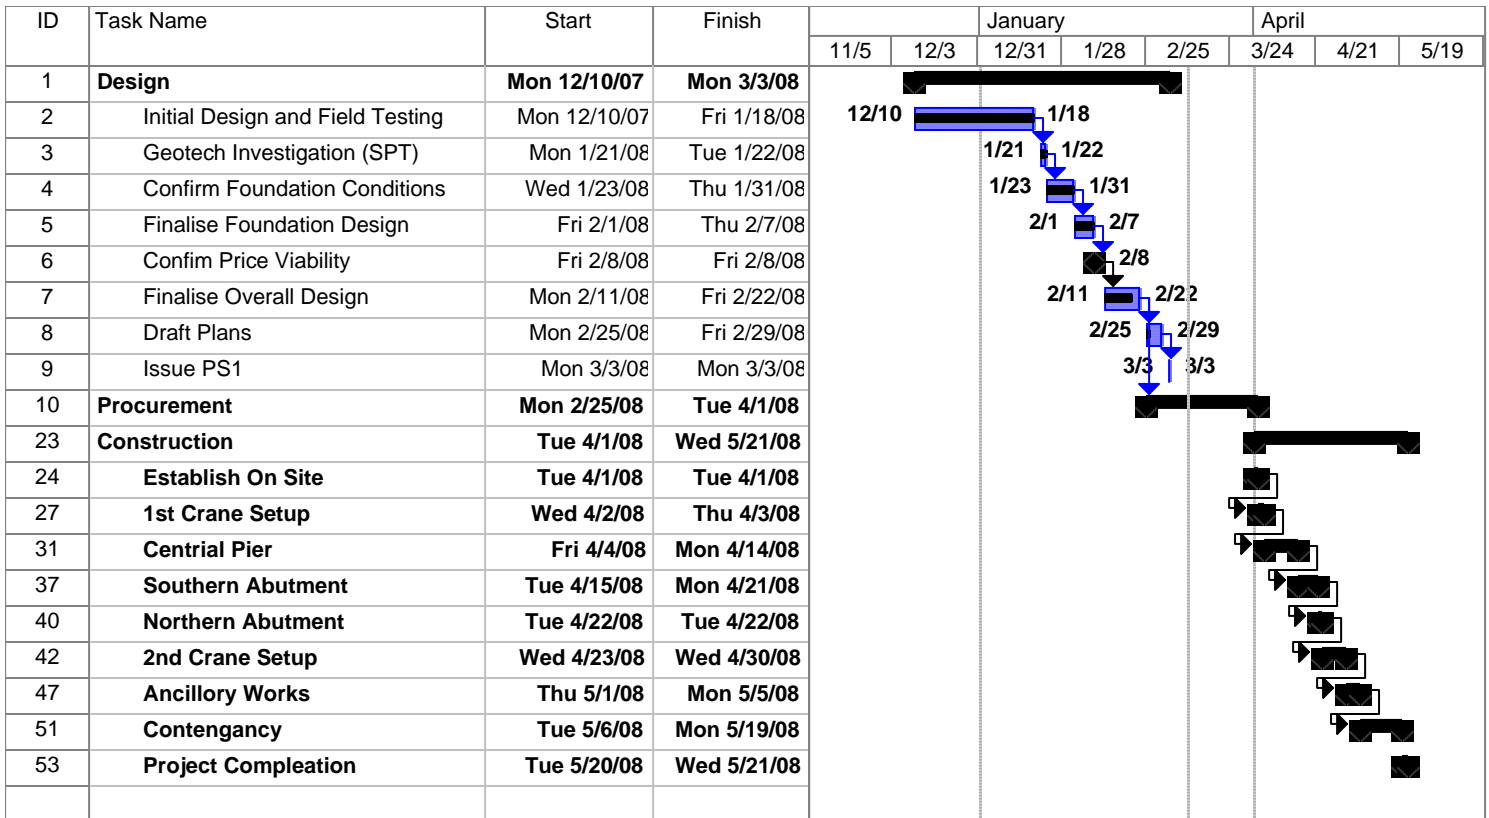 ID Task Name Start Finish January April
11/5 12/3 12/31 1/28 2/25 3/24 4/21 5/19
1 Design Mon 12/10/07 Mon 3/3/08
2 Initial Design and Field Testing Mon 12/10/07 Fri 1/18/08 12/10 1/18
3 Geotech Investigation (SPT) Mon 1/21/08 Tue 1/22/08 1/21 1/22
4 Confirm Foundation Conditions Wed 1/23/08 Thu 1/31/08 1/23 1/31
5 Finalise Foundation Design Fri 2/1/08 Thu 2/7/08 2/1 2/7
6 Confim Price Viability Fri 2/8/08 Fri 2/8/08 2/8
7 Finalise Overall Design Mon 2/11/08 Fri 2/22/08 2/11 2/22
8 Draft Plans Mon 2/25/08 Fri 2/29/08 2/25 2/29
9 Issue PS1 Mon 3/3/08 Mon 3/3/08 3/3 3/3
10 Procurement Mon 2/25/08 Tue 4/1/08
23 Construction Tue 4/1/08 Wed 5/21/08
24 Establish On Site Tue 4/1/08 Tue 4/1/08
27 1st Crane Setup Wed 4/2/08 Thu 4/3/08
31 Centrial Pier Fri 4/4/08 Mon 4/14/08
37 Southern Abutment Tue 4/15/08 Mon 4/21/08
40 Northern Abutment Tue 4/22/08 Tue 4/22/08
42 2nd Crane Setup Wed 4/23/08 Wed 4/30/08
47 Ancillory Works Thu 5/1/08 Mon 5/5/08
51 Contengancy Tue 5/6/08 Mon 5/19/08
53 Project Compleation Tue 5/20/08 Wed 5/21/08